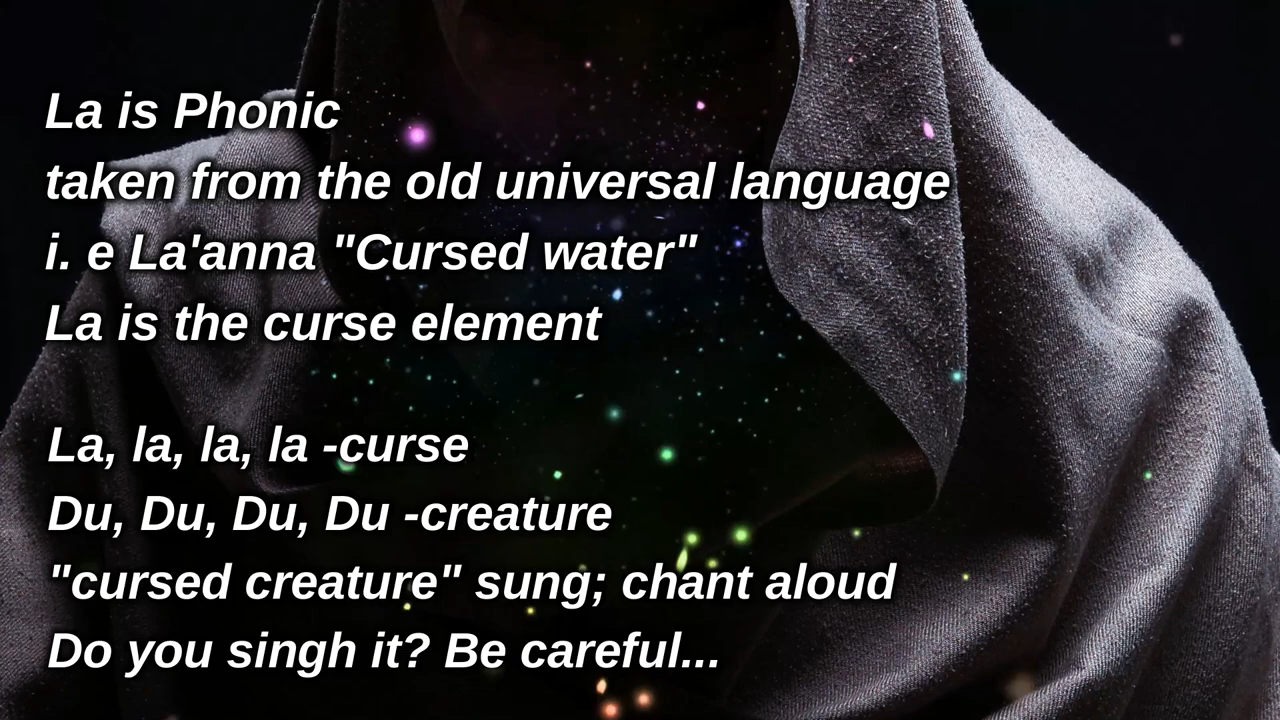 La is Phonic
taken from the old universal language
i. e La'anna "Cursed water"
La is the curse element
La, la, la, la -curse
Du, Du, Du, Du -creature
"cursed creature" sung; chant aloud
Do you singh it? Be careful...